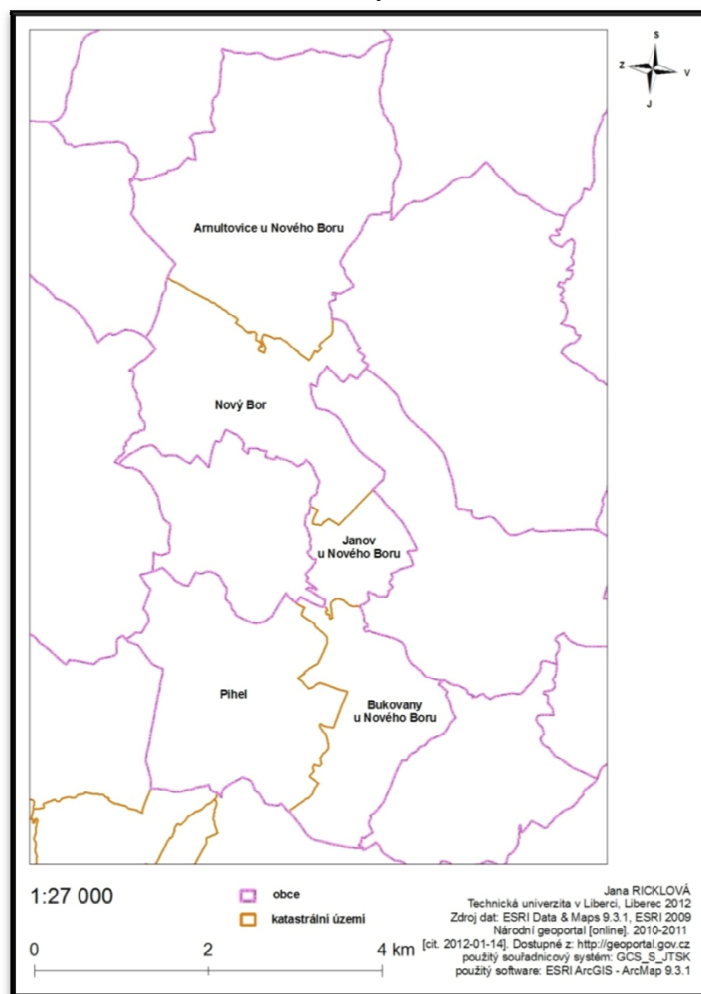 S
Z
V
J
Arnultovice u Nového Boru
Nový Bor
Janov
u Nového Boru
Pihel
Bukovany
u Nového Boru
1:27 000
obce
katastrální území
0 2 4 km
Jana RICKLOVÁ
Technická univerzita v Liberci, Liberec 2012
Zdroj dat: ESRI Data & Maps 9.3.1, ESRI 2009
Národní geoportal [online]. 2010-2011
[cit. 2012-01-14]. Dostupné z: http://geoportal.gov.cz
použitý souřadnicový systém: GCS_S_JTSK
použitý software: ESRI ArcGIS - ArcMap 9.3.1